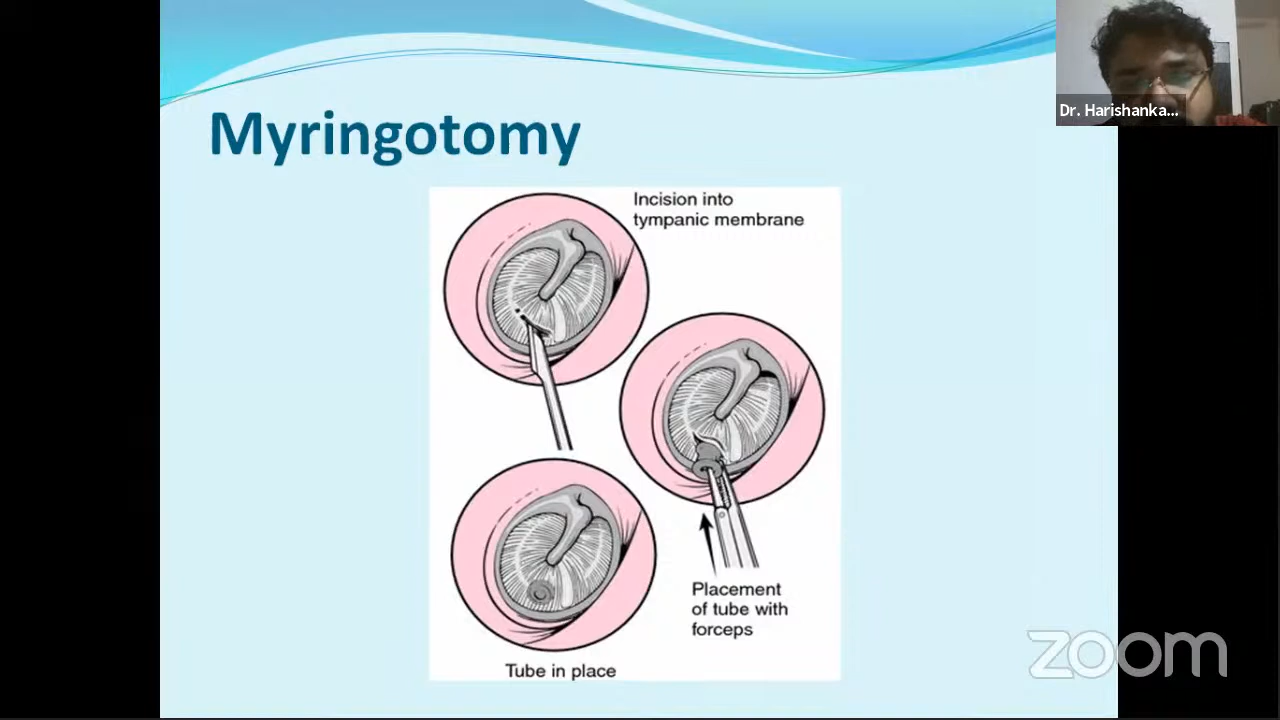 Dr. Harishanka...
Myringotomy
Incision into
tympanic membrane
Placement
of tube with
forceps
Tube in place
zoom